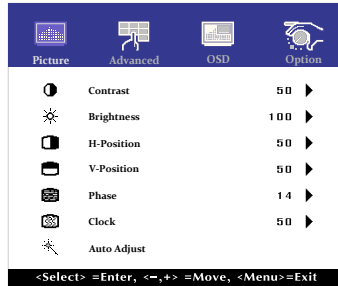 Picture Advanced OSD Option
Contrast 50
Brightness 100
H-Position 50
V-Position 50
Phase 14
Clock 50
Auto Adjust
<Select> =Enter, <-,+> =Move, <Menu>=Exit